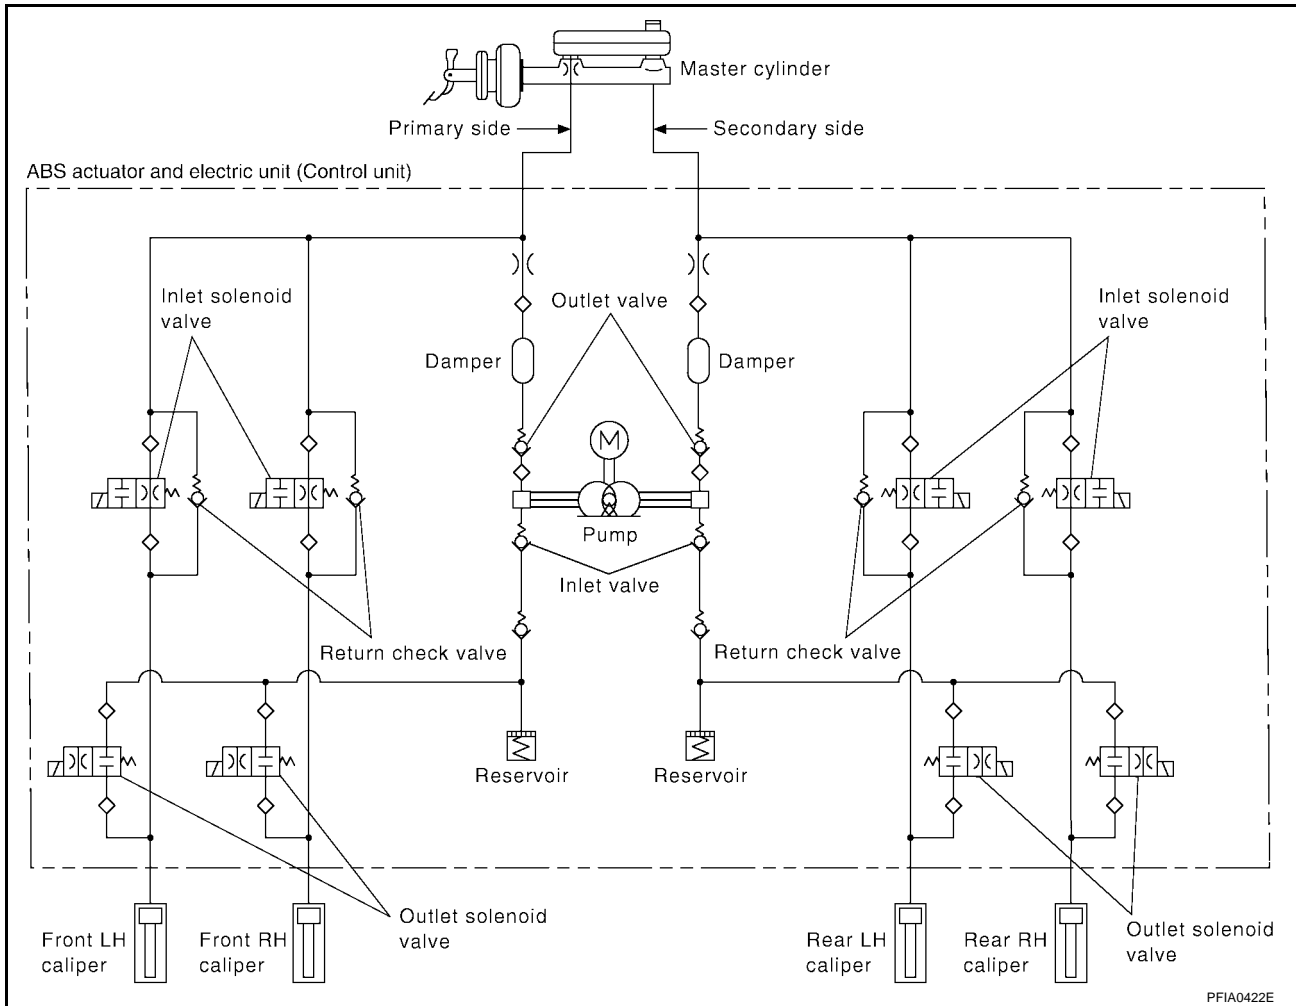 Master cylinder
Primary side
Secondary side
ABS actuator and electric unit (Control unit)
Inlet solenoid
valve
Outlet valve
Inlet solenoid
valve
Damper
Damper
M
Pump
Inlet valve
Return check valve
Return check valve
Reservoir
Reservoir
Front LH
caliper
Front RH
caliper
Outlet solenoid
valve
Rear LH
caliper
Rear RH
caliper
Outlet solenoid
valve
PFIA0422E